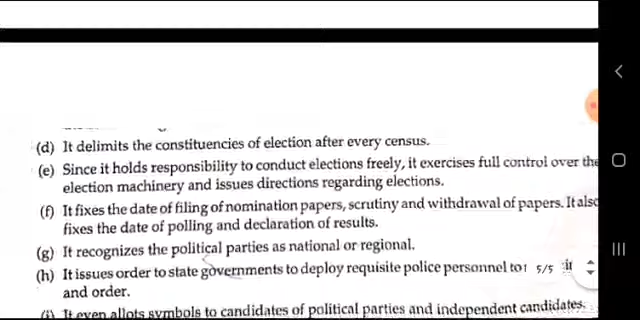 (d) It delimits the constituencies of election after every census.
(e) Since it holds responsibility to conduct elections freely, it exercises full control over the
election machinery and issues directions regarding elections.
(f) It fixes the date of filing of nomination papers, scrutiny and withdrawal of papers. It also
fixes the date of polling and declaration of results.
(g) It recognizes the political parties as national or regional.
(h) It issues order to state governments to deploy requisite police personnel to 5/5
and order.
(i) It even allots symbols to candidates of political parties and independent candidates.